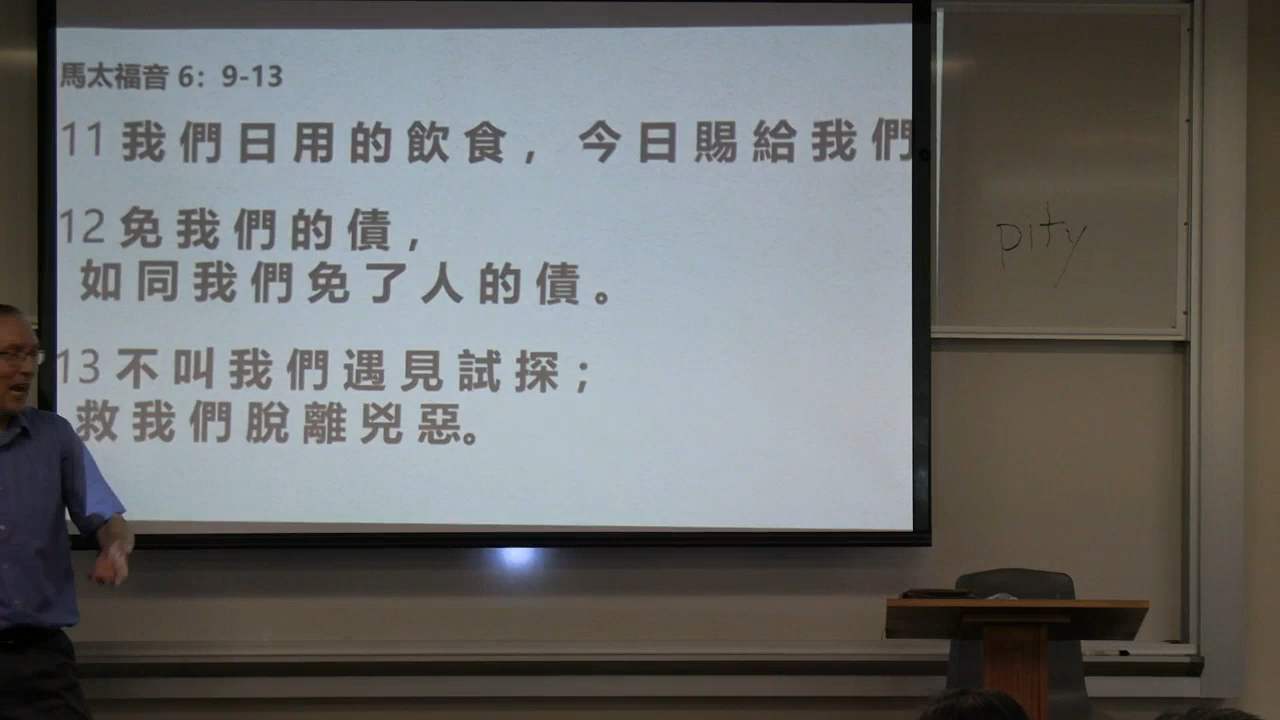 馬太福音 6：9-13
11 我們日用的飲食，今日賜給我們
12 免我們的債，
如同我們免了人的債。
13 不叫我們遇見試探；
救我們脫離兇惡。
pity